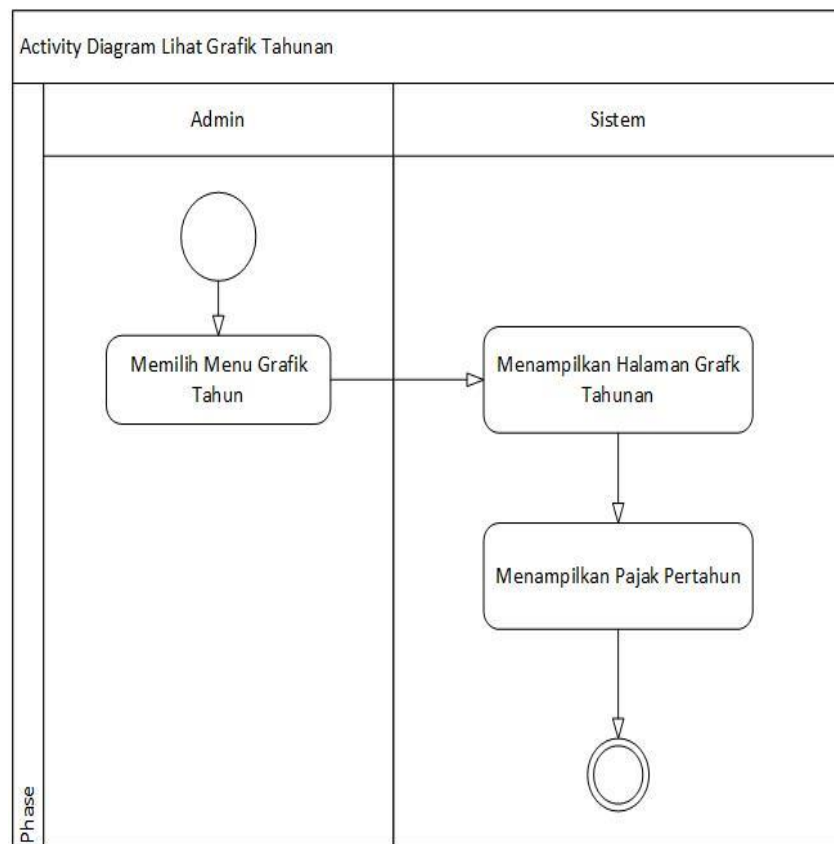 Activity Diagram Lihat Grafik Tahunan
Admin
Sistem
Memilih Menu Grafik
Tahun
Menampilkan Halaman Grafk
Tahunan
Menampilkan Pajak Pertahun
Phase